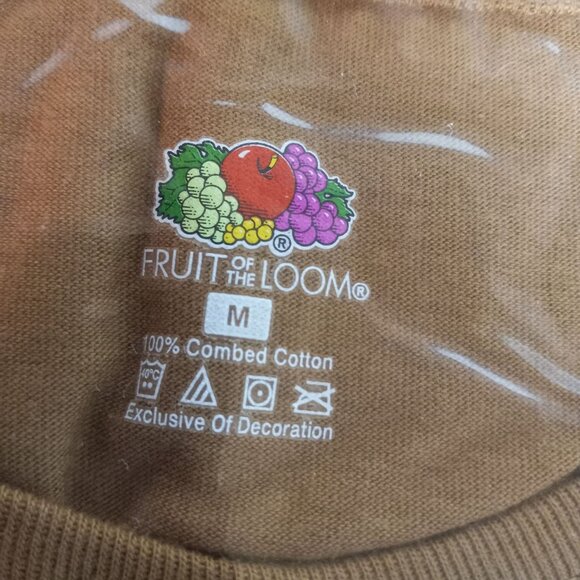 ®
FRUIT OF THE LOOM®
M
100% Combed Cotton
40°C
Exclusive Of Decoration